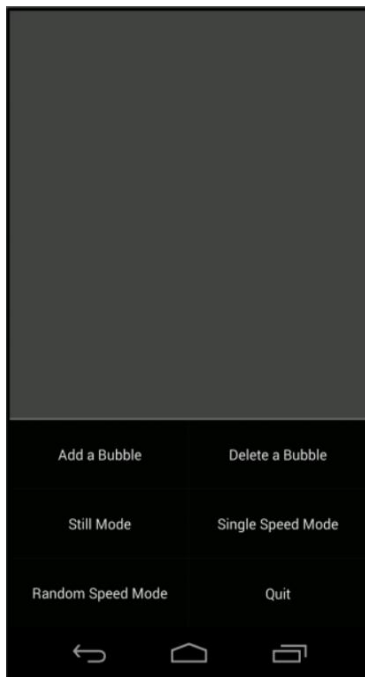 Add a Bubble
Delete a Bubble
Still Mode
Single Speed Mode
Random Speed Mode
Quit